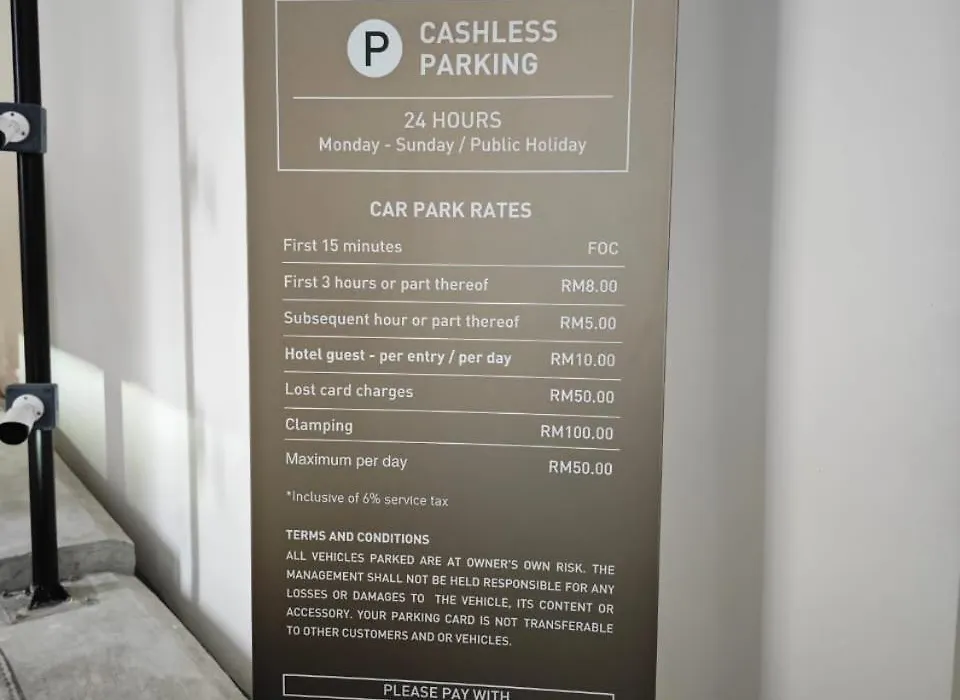 P
CASHLESS
PARKING
24 HOURS
Monday - Sunday / Public Holiday
CAR PARK RATES
First 15 minutes FOC
First 3 hours or part thereof RM8.00
Subsequent hour or part thereof RM5.00
Hotel guest - per entry / per day RM10.00
Lost card charges RM50.00
Clamping RM100.00
Maximum per day RM50.00
*Inclusive of 6% service tax
TERMS AND CONDITIONS
ALL VEHICLES PARKED ARE AT OWNER'S OWN RISK. THE
MANAGEMENT SHALL NOT BE HELD RESPONSIBLE FOR ANY
LOSSES OR DAMAGES TO THE VEHICLE, ITS CONTENT OR
ACCESSORY. YOUR PARKING CARD IS NOT TRANSFERABLE
TO OTHER CUSTOMERS AND OR VEHICLES.
PLEASE PAY WITH